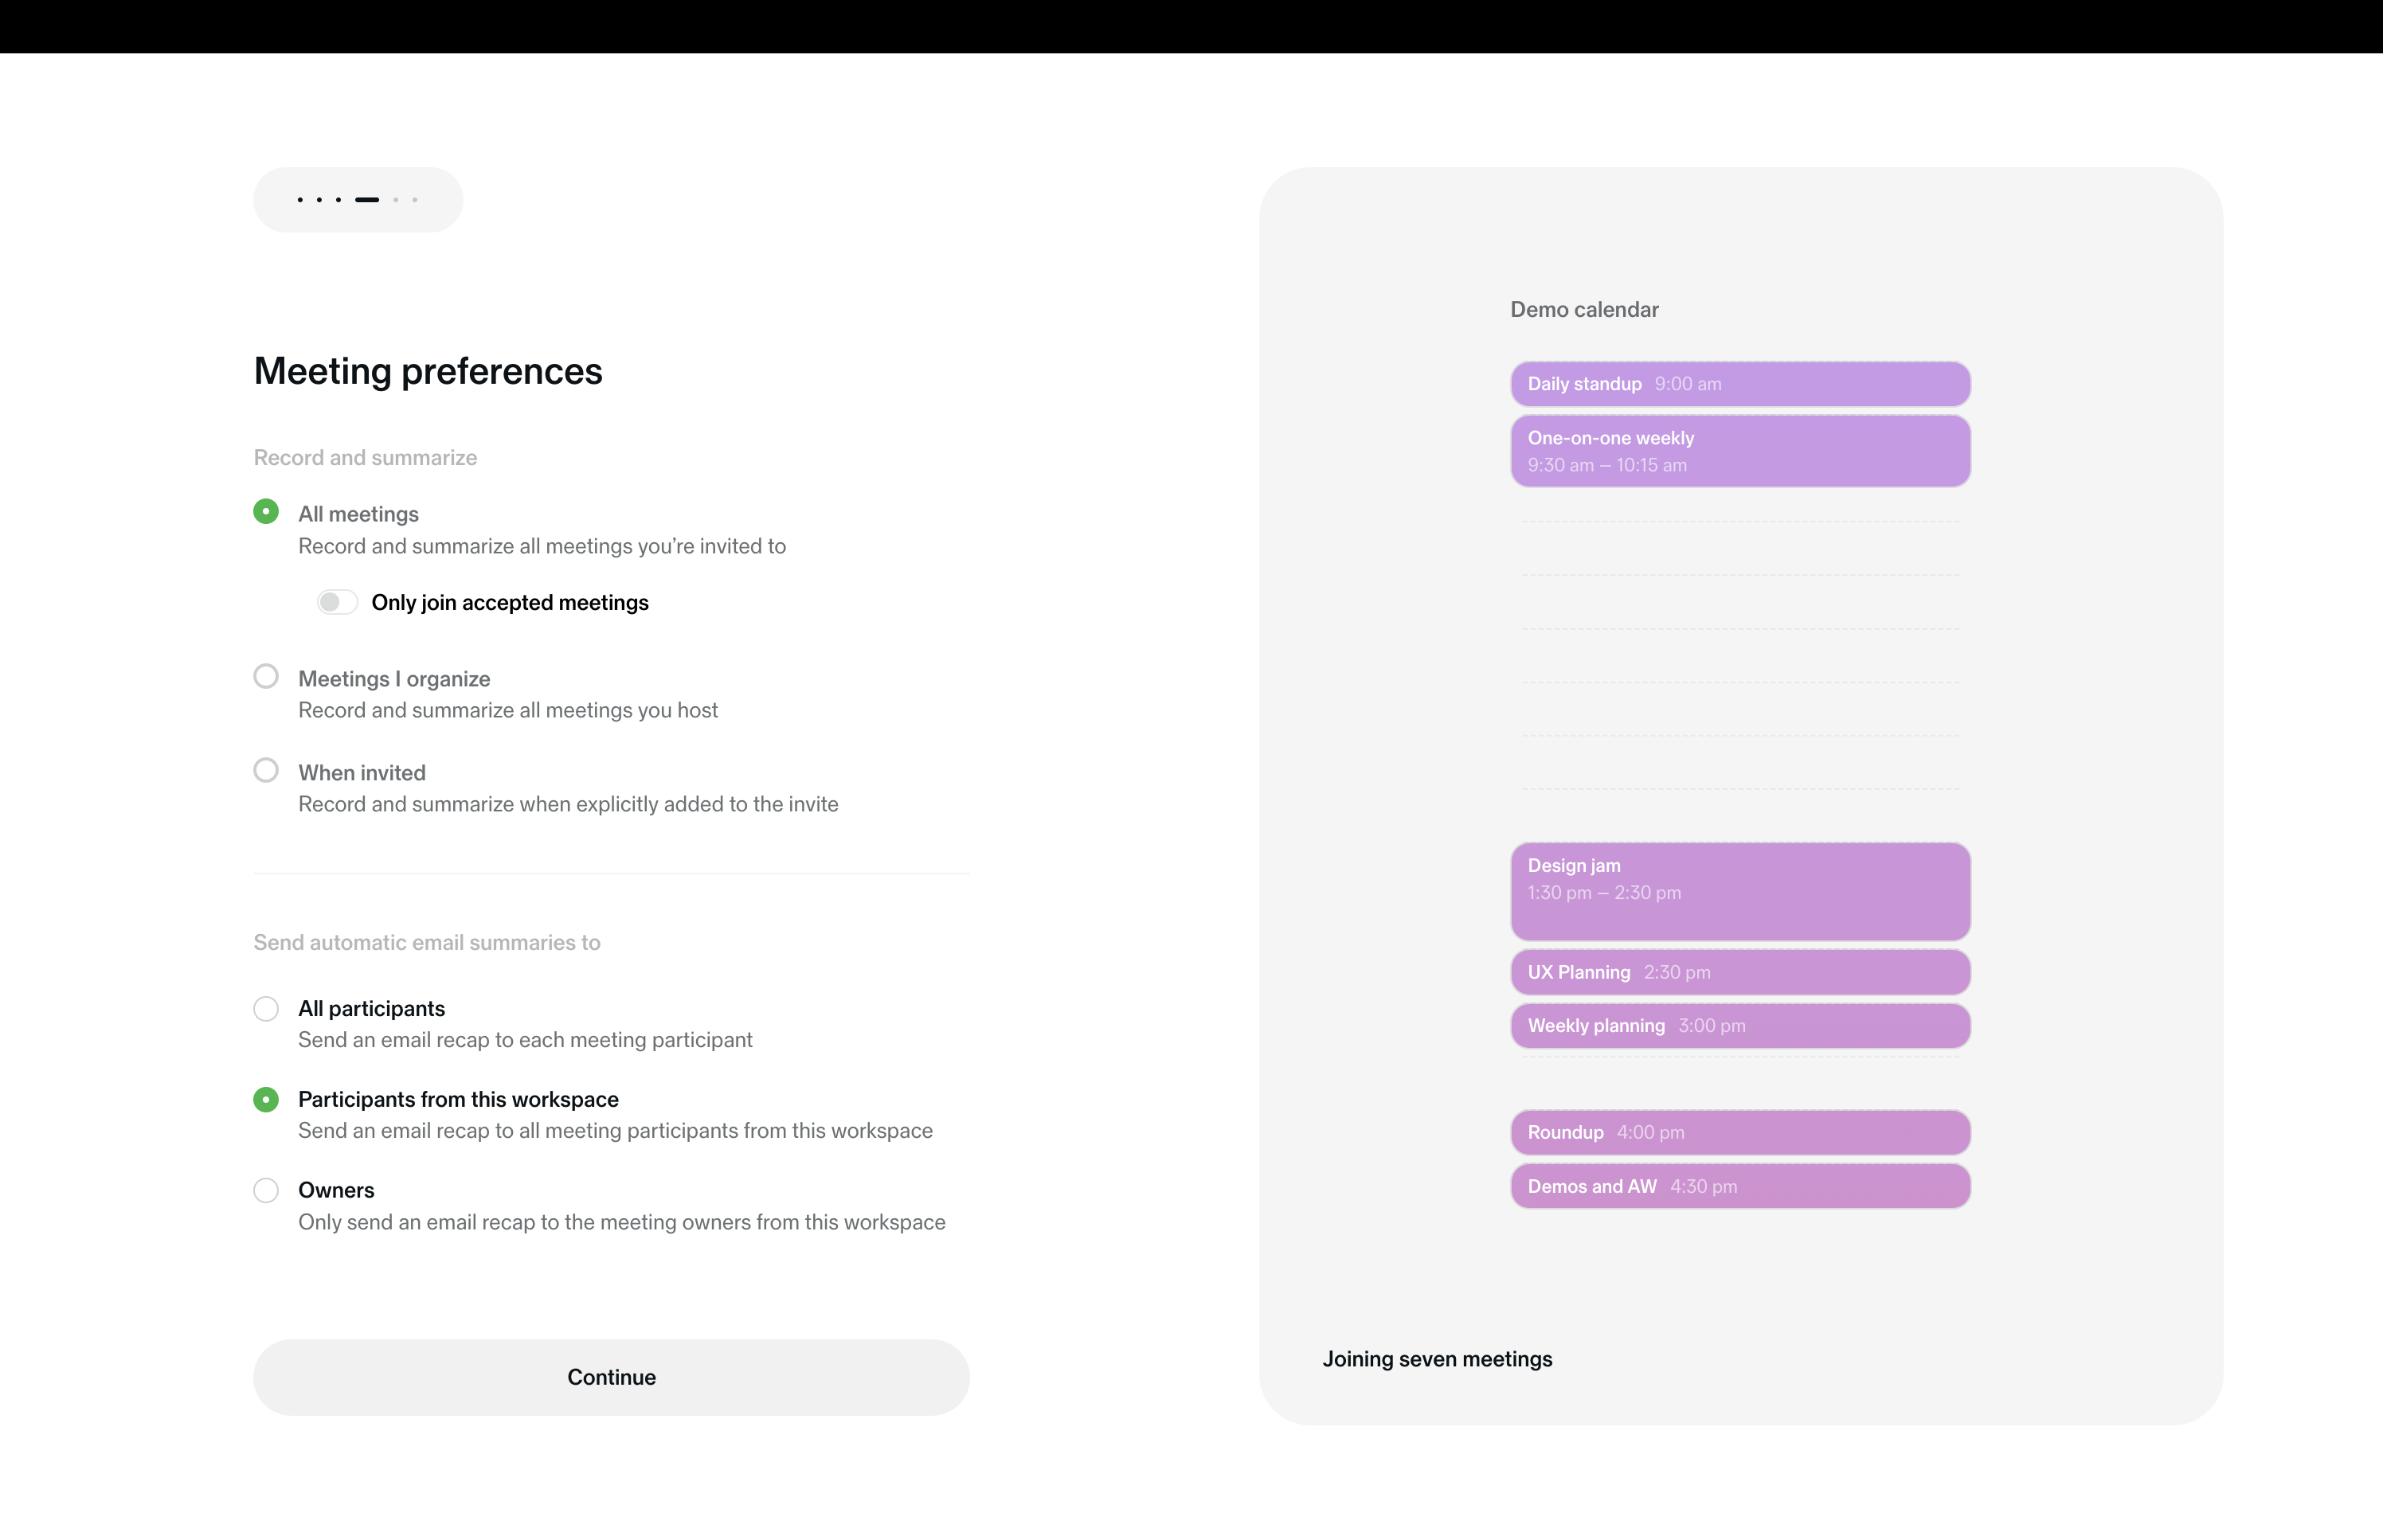 Meeting preferences
Record and summarize
All meetings
Record and summarize all meetings you’re invited to
Only join accepted meetings
Meetings I organize
Record and summarize all meetings you host
When invited
Record and summarize when explicitly added to the invite
Send automatic email summaries to
All participants
Send an email recap to each meeting participant
Participants from this workspace
Send an email recap to all meeting participants from this workspace
Owners
Only send an email recap to the meeting owners from this workspace
Continue
Demo calendar
Daily standup 9:00 am
One-on-one weekly
9:30 am — 10:15 am
Design jam
1:30 pm — 2:30 pm
UX Planning 2:30 pm
Weekly planning 3:00 pm
Roundup 4:00 pm
Demos and AW 4:30 pm
Joining seven meetings